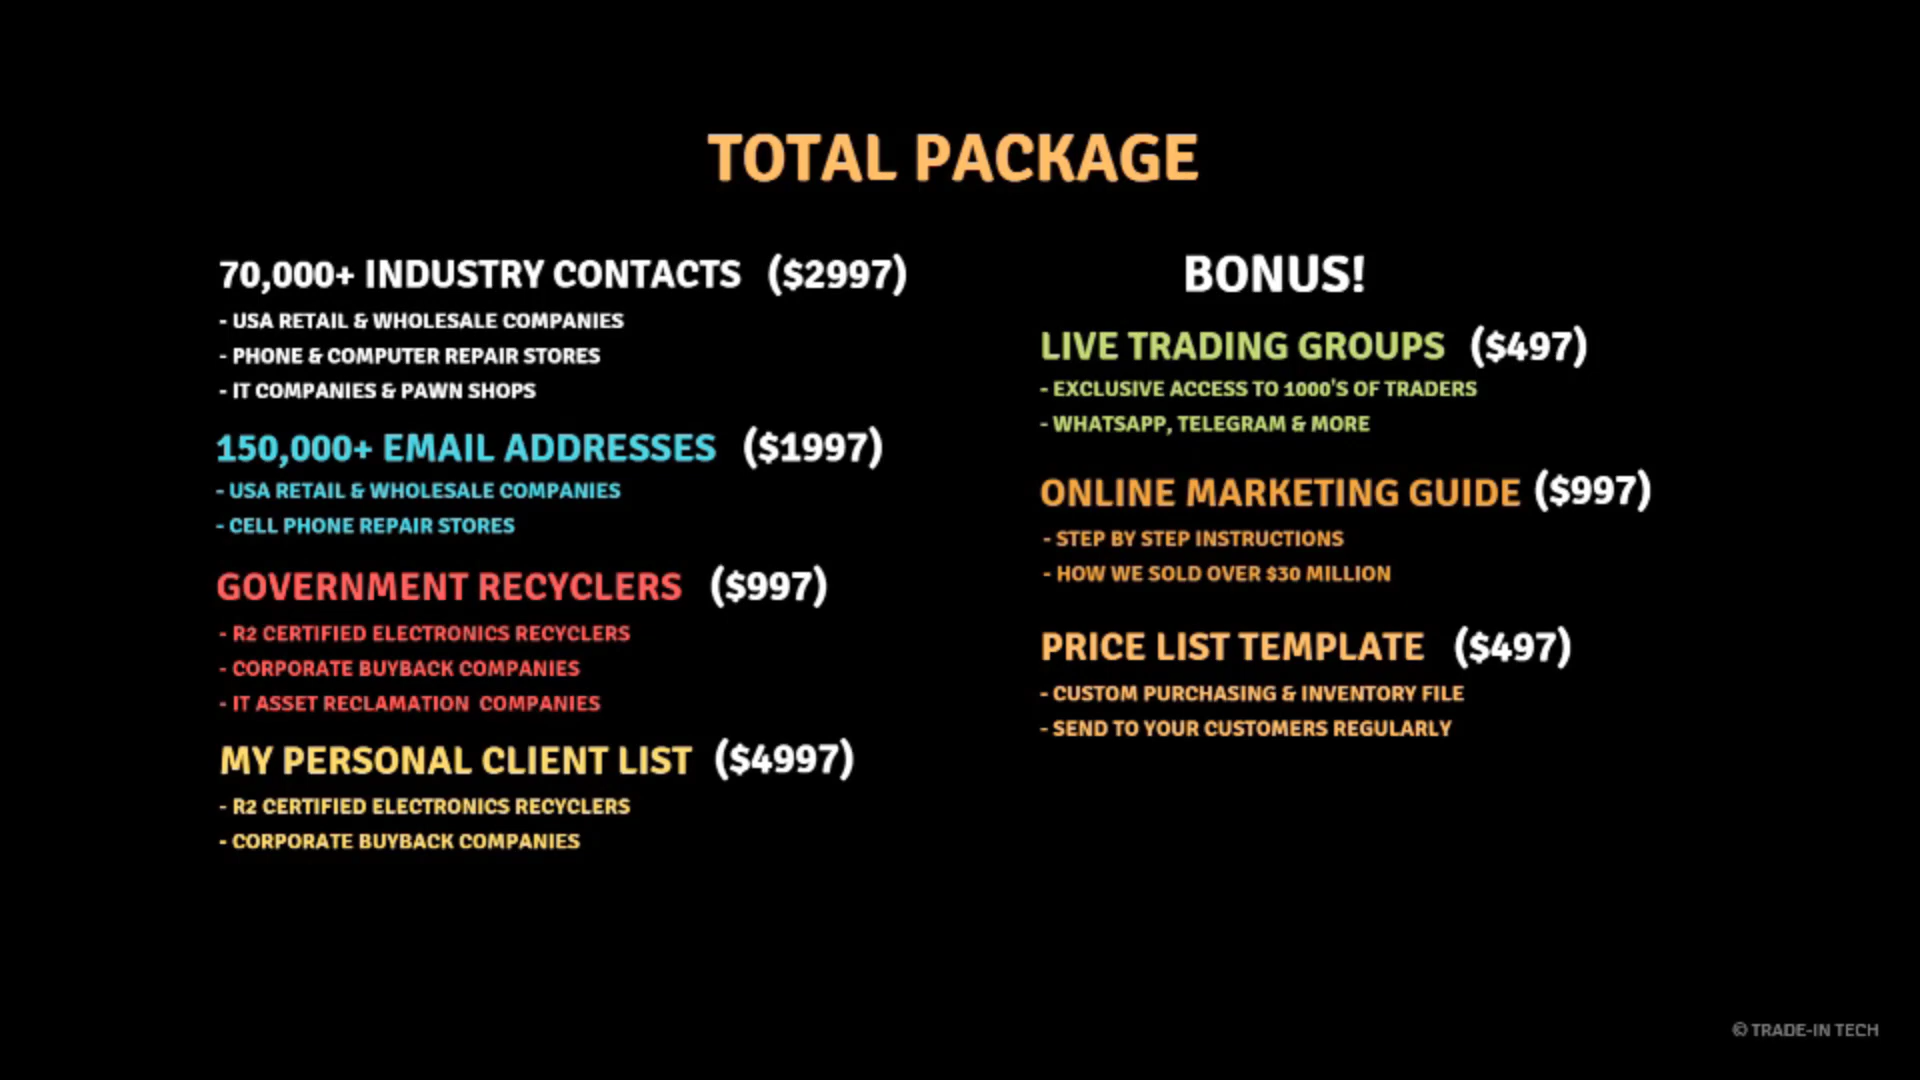 TOTAL PACKAGE
70,000+ INDUSTRY CONTACTS ($2997)
- USA RETAIL & WHOLESALE COMPANIES
- PHONE & COMPUTER REPAIR STORES
- IT COMPANIES & PAWN SHOPS
150,000+ EMAIL ADDRESSES ($1997)
- USA RETAIL & WHOLESALE COMPANIES
- CELL PHONE REPAIR STORES
GOVERNMENT RECYCLERS ($997)
- R2 CERTIFIED ELECTRONICS RECYCLERS
- CORPORATE BUYBACK COMPANIES
- IT ASSET RECLAMATION COMPANIES
MY PERSONAL CLIENT LIST ($4997)
- R2 CERTIFIED ELECTRONICS RECYCLERS
- CORPORATE BUYBACK COMPANIES
BONUS!
LIVE TRADING GROUPS ($497)
- EXCLUSIVE ACCESS TO 1000'S OF TRADERS
- WHATSAPP, TELEGRAM & MORE
ONLINE MARKETING GUIDE ($997)
- STEP BY STEP INSTRUCTIONS
- HOW WE SOLD OVER $30 MILLION
PRICE LIST TEMPLATE ($497)
- CUSTOM PURCHASING & INVENTORY FILE
- SEND TO YOUR CUSTOMERS REGULARLY
© TRADE-IN TECH